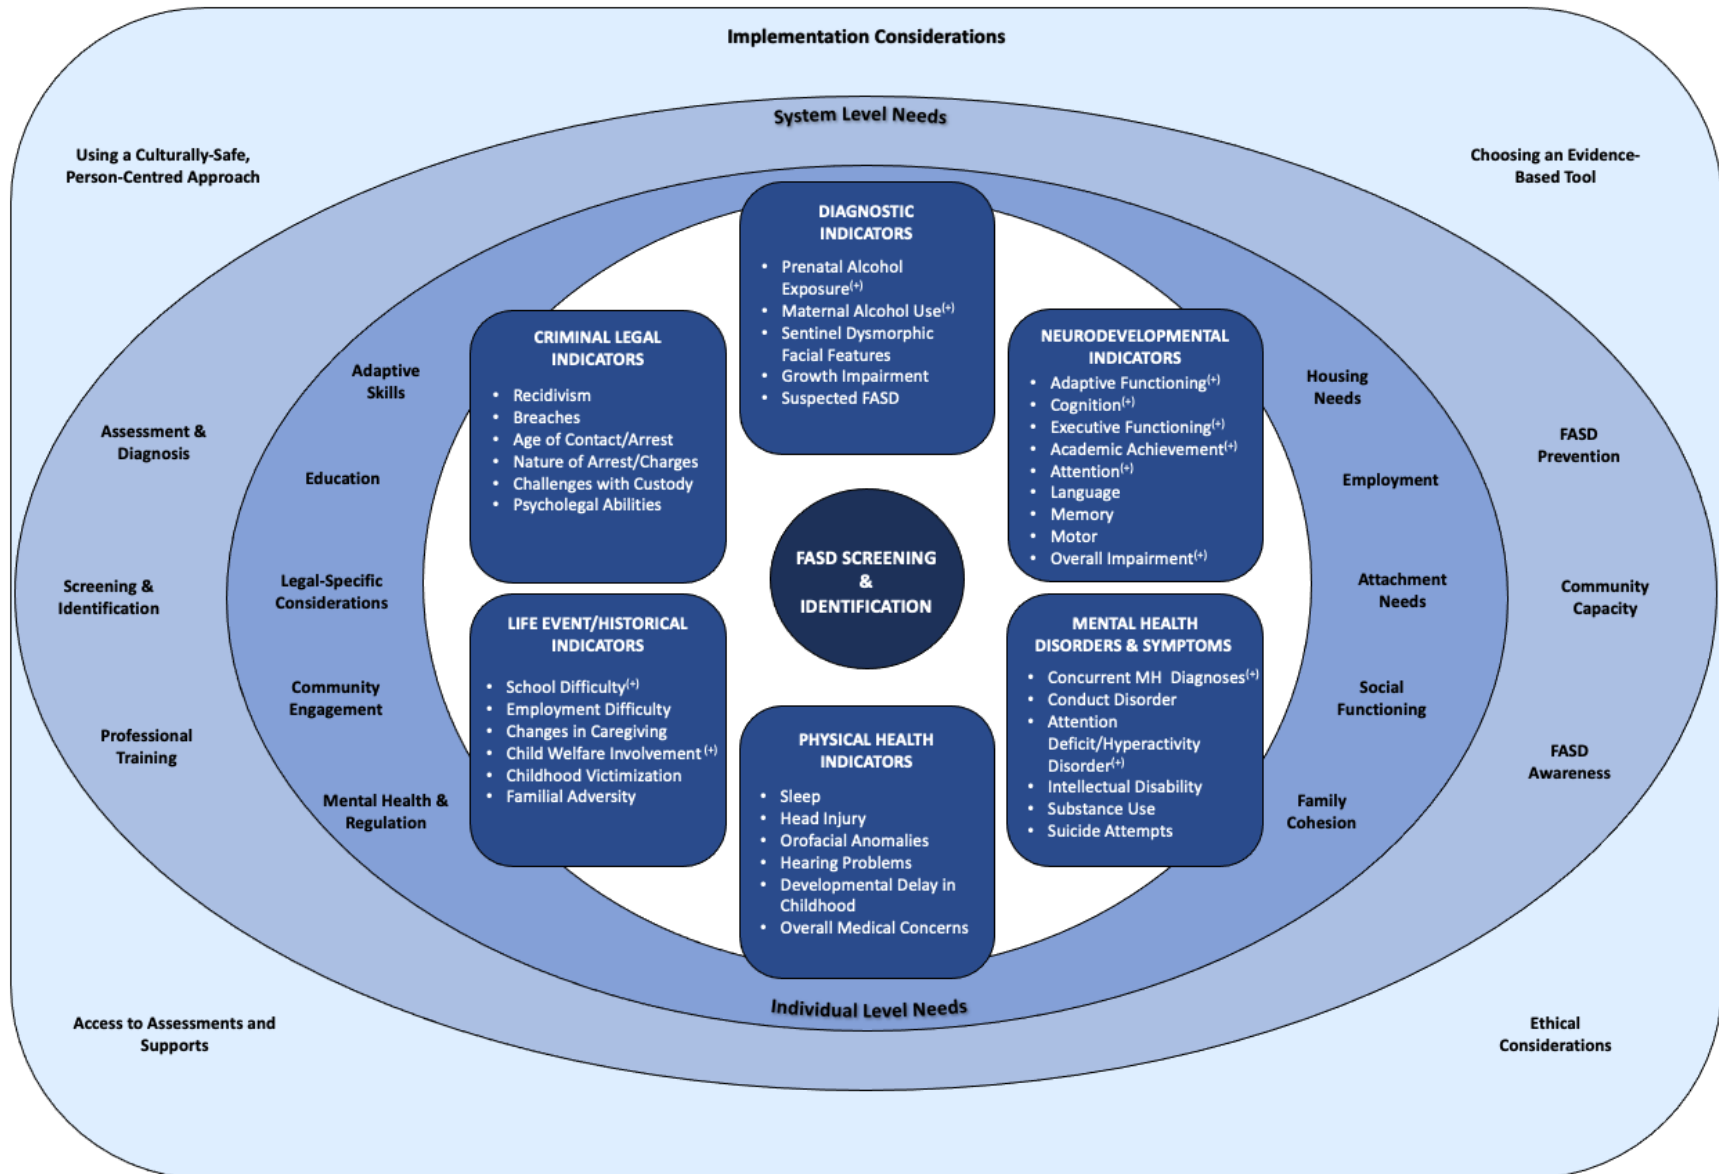 Implementation Considerations
System Level Needs
Using a Culturally-Safe,
Person-Centred Approach
Choosing an Evidence-
Based Tool
DIAGNOSTIC
INDICATORS
• Prenatal Alcohol
Exposure(+)
• Maternal Alcohol Use(+)
• Sentinel Dysmorphic
Facial Features
• Growth Impairment
• Suspected FASD
CRIMINAL LEGAL
INDICATORS
• Recidivism
• Breaches
• Age of Contact/Arrest
• Nature of Arrest/Charges
• Challenges with Custody
• Psycholegal Abilities
NEURODEVELOPMENTAL
INDICATORS
• Adaptive Functioning(+)
• Cognition(+)
• Executive Functioning(+)
• Academic Achievement(+)
• Attention(+)
• Language
• Memory
• Motor
• Overall Impairment(+)
Adaptive
Skills
Housing
Needs
Assessment &
Diagnosis
FASD
Prevention
Education
Employment
FASD SCREENING
&
IDENTIFICATION
Screening &
Identification
Legal-Specific
Considerations
Attachment
Needs
Community
Capacity
LIFE EVENT/HISTORICAL
INDICATORS
• School Difficulty(+)
• Employment Difficulty
• Changes in Caregiving
• Child Welfare Involvement (+)
• Childhood Victimization
• Familial Adversity
MENTAL HEALTH
DISORDERS & SYMPTOMS
• Concurrent MH Diagnoses(+)
• Conduct Disorder
• Attention
Deficit/Hyperactivity
Disorder(+)
• Intellectual Disability
• Substance Use
• Suicide Attempts
Community
Engagement
Social
Functioning
Professional
Training
FASD
Awareness
PHYSICAL HEALTH
INDICATORS
• Sleep
• Head Injury
• Orofacial Anomalies
• Hearing Problems
• Developmental Delay in
Childhood
• Overall Medical Concerns
Mental Health &
Regulation
Family
Cohesion
Individual Level Needs
Access to Assessments and
Supports
Ethical
Considerations